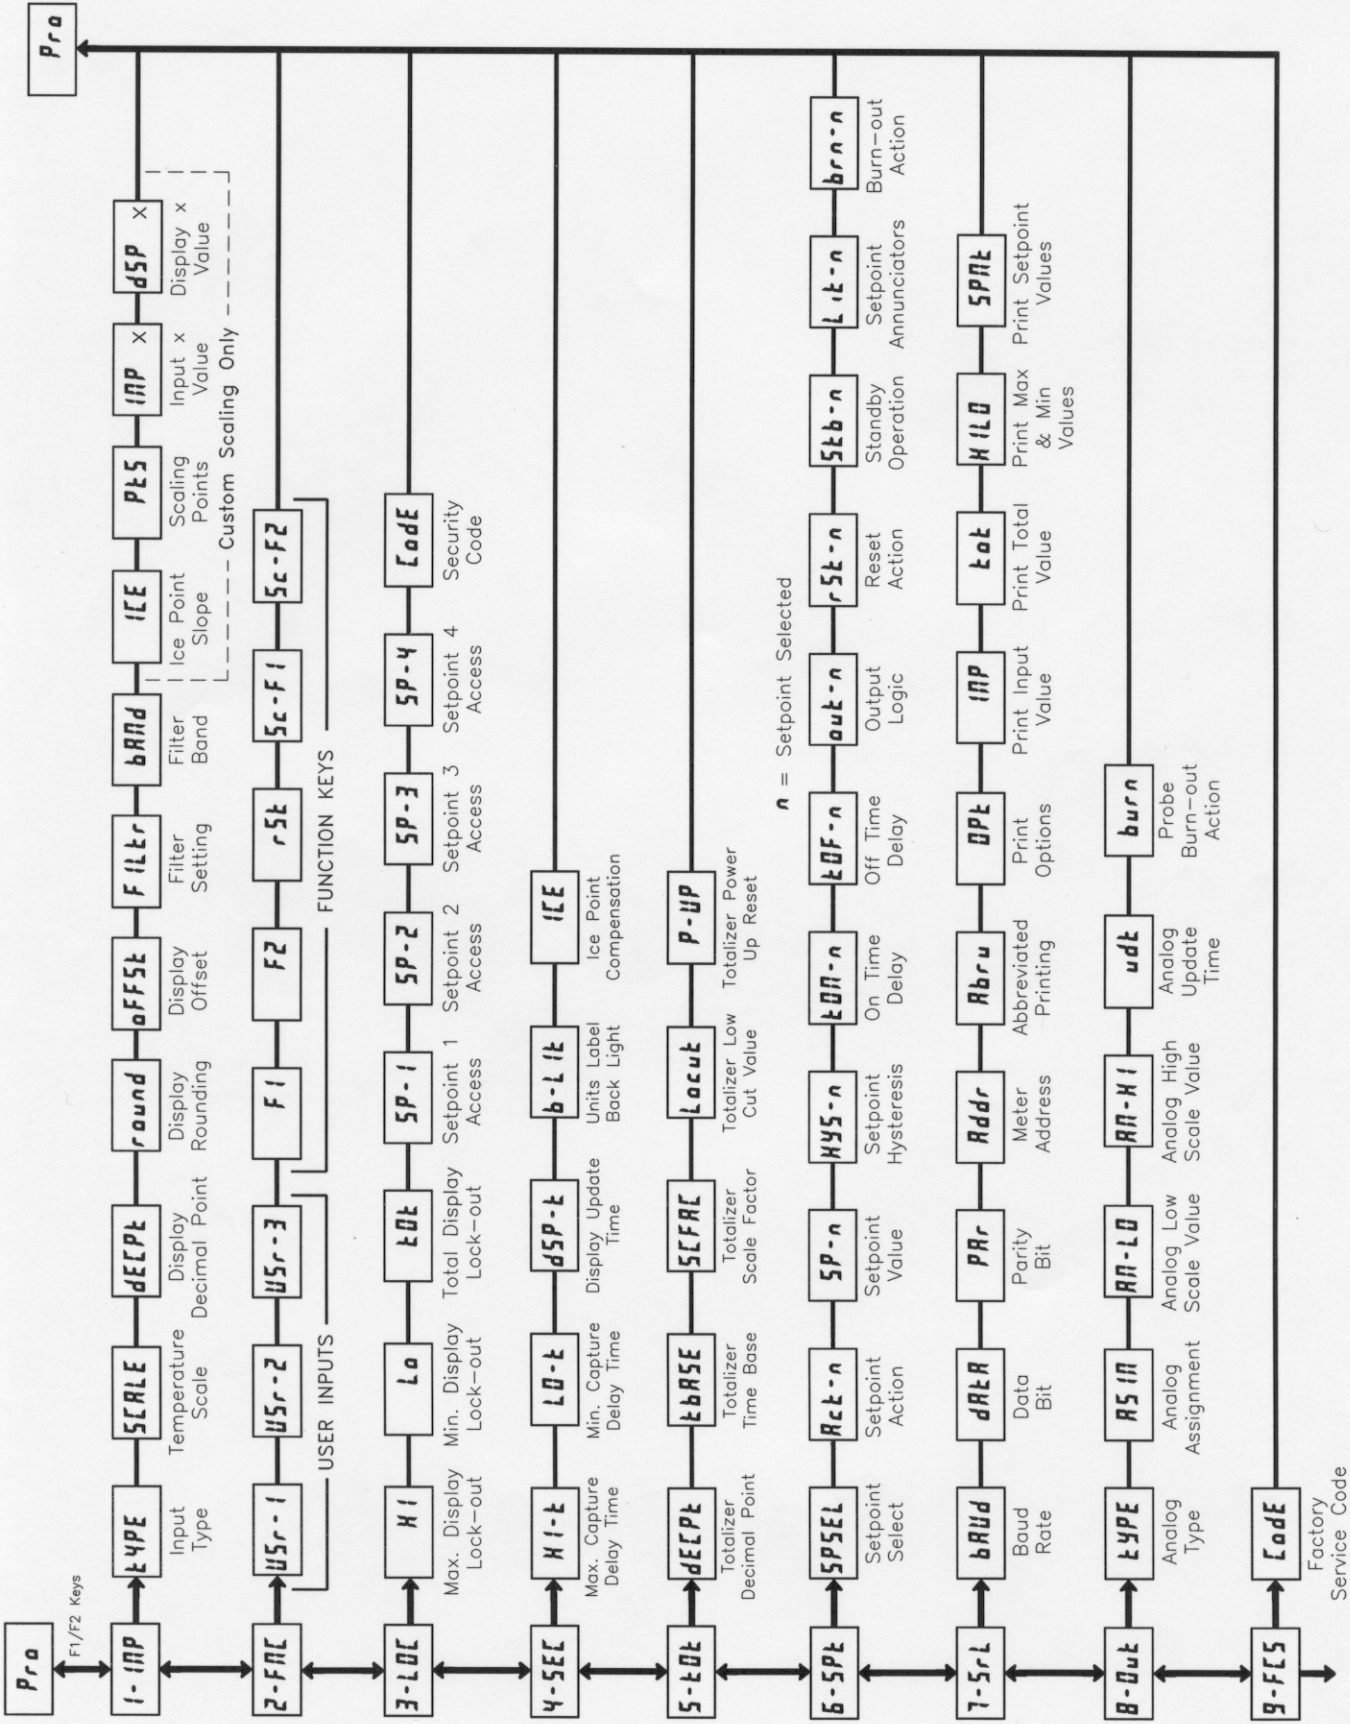 Pro
F1/F2 Keys
1-INP
tYPE
Input
Type
SCALE
Temperature
Scale
dECPt
Display
Decimal Point
round
Display
Rounding
oFFSt
Display
Offset
FILtr
Filter
Setting
bANd
Filter
Band
ICE
Ice Point
Slope
PtS
Scaling
Points
INP x
Input x
Value
dSP x
Display x
Value
Custom Scaling Only
Pro
2-FNC
USr-1
USr-2
USr-3
USER INPUTS
F1
F2
rSt
Sc-F1
Sc-F2
FUNCTION KEYS
3-LOC
HI
Max. Display
Lock-out
Lo
Min. Display
Lock-out
tOt
Total Display
Lock-out
SP-1
Setpoint 1
Access
SP-2
Setpoint 2
Access
SP-3
Setpoint 3
Access
SP-4
Setpoint 4
Access
CodE
Security
Code
4-SEC
HI-t
Max. Capture
Delay Time
LO-t
Min. Capture
Delay Time
dSP-t
Display Update
Time
b-LIt
Units Label
Back Light
ICE
Ice Point
Compensation
5-tOt
dECPt
Totalizer
Decimal Point
tbASE
Totalizer
Time Base
SCFAC
Totalizer
Scale Factor
Locut
Totalizer Low
Cut Value
P-UP
Totalizer Power
Up Reset
n = Setpoint Selected
6-SPt
SPSEL
Setpoint
Select
Act-n
Setpoint
Action
SP-n
Setpoint
Value
HYS-n
Setpoint
Hysteresis
tON-n
On Time
Delay
tOF-n
Off Time
Delay
out-n
Output
Logic
rSt-n
Reset
Action
Stb-n
Standby
Operation
Lit-n
Setpoint
Annunciators
brn-n
Burn-out
Action
7-SrL
bAUd
Baud
Rate
dAtA
Data
Bit
PAr
Parity
Bit
Addr
Meter
Address
Abrv
Abbreviated
Printing
OPt
Print
Options
INP
Print Input
Value
tot
Print Total
Value
HILO
Print Max
& Min
Values
SPNt
Print Setpoint
Values
8-Out
tYPE
Analog
Type
ASIN
Analog
Assignment
AN-LO
Analog Low
Scale Value
AN-HI
Analog High
Scale Value
udt
Analog
Update
Time
burn
Probe
Burn-out
Action
9-FCS
CodE
Factory
Service Code